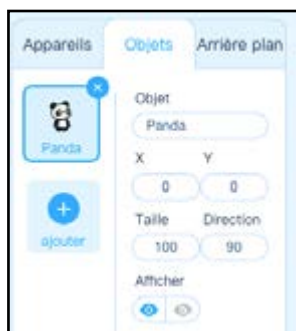 Appareils Objets Arrière plan
Panda
ajouter
Objet
Panda
X Y
0 0
Taille Direction
100 90
Afficher